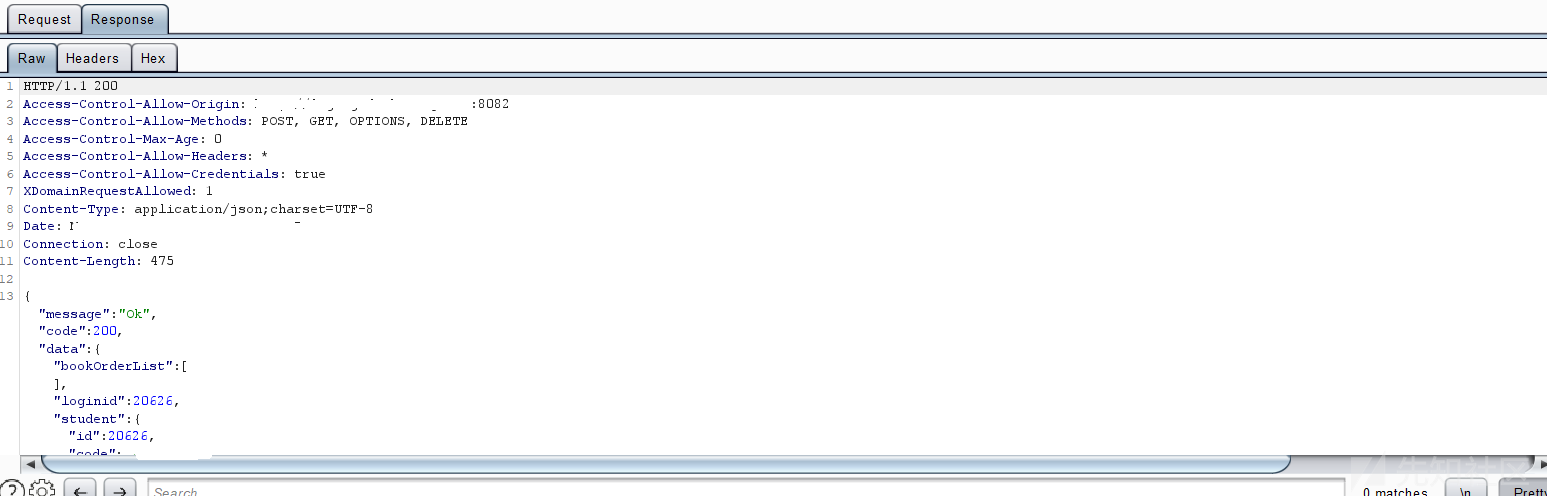 Request Response
Raw Headers Hex
1 HTTP/1.1 200
2 Access-Control-Allow-Origin: :8082
3 Access-Control-Allow-Methods: POST, GET, OPTIONS, DELETE
4 Access-Control-Max-Age: 0
5 Access-Control-Allow-Headers: *
6 Access-Control-Allow-Credentials: true
7 XDomainRequestAllowed: 1
8 Content-Type: application/json;charset=UTF-8
9 Date:
10 Connection: close
11 Content-Length: 475
12
13 {
"message":"Ok",
"code":200,
"data":{
"bookOrderList":[
],
"loginid":20626,
"student":{
"id":20626,
"code":
? ← → Search 0 matches \n Pretty
先知社区